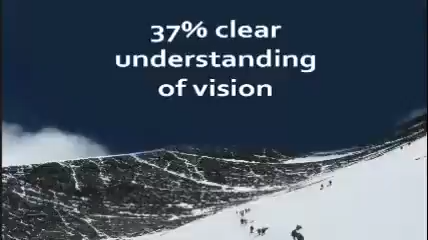 37% clear
understanding
of vision